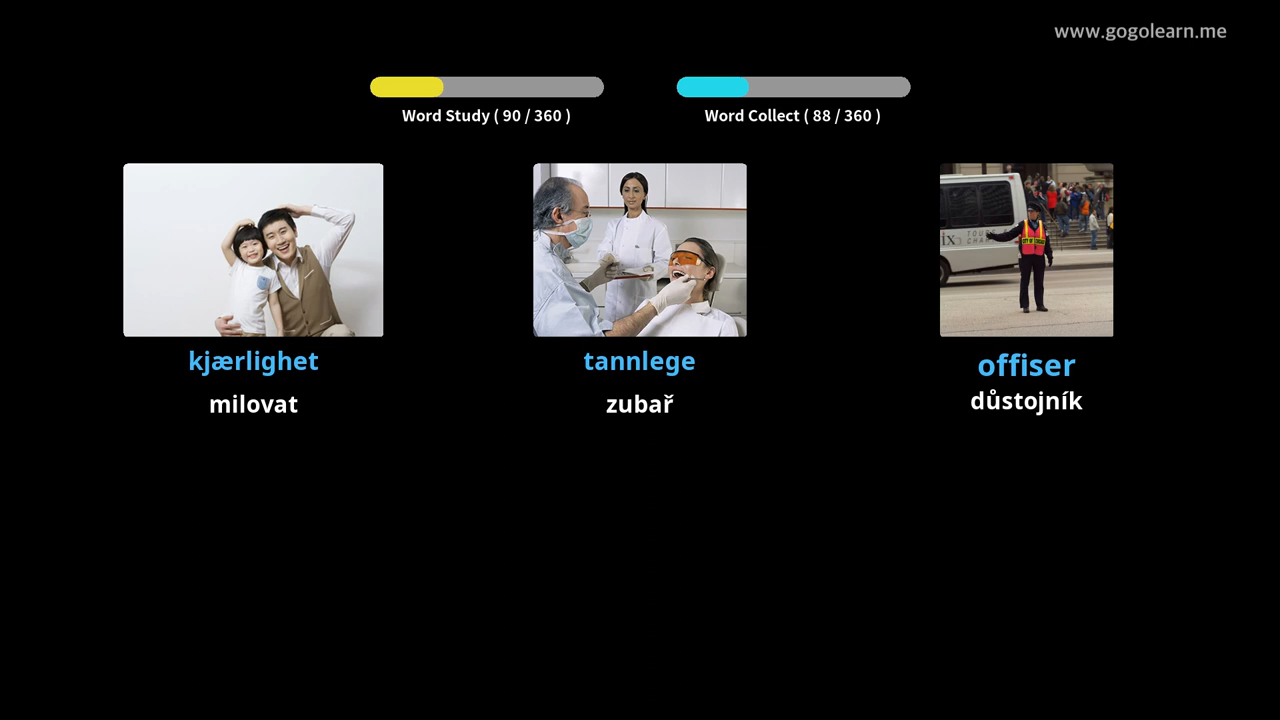 www.gogolearn.me
Word Study ( 90 / 360 )
Word Collect ( 88 / 360 )
kjærlighet
milovat
tannlege
zubař
offiser
důstojník